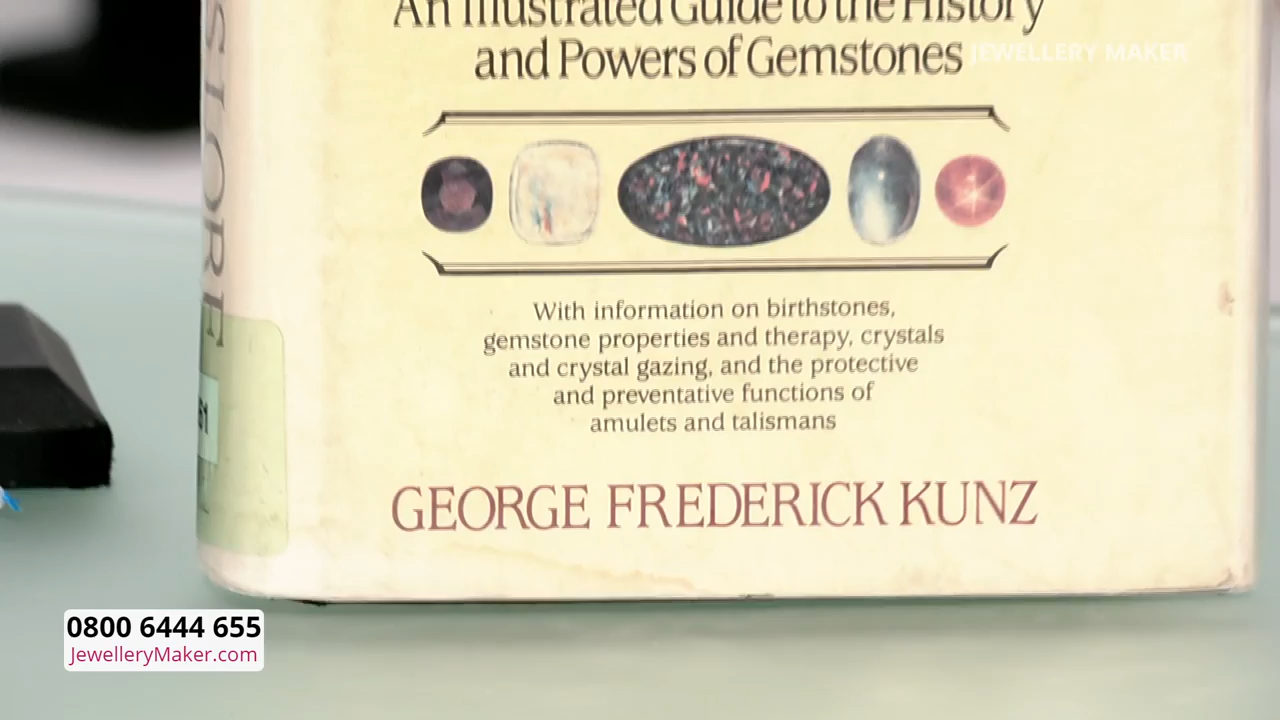 An Illustrated Guide to the History
and Powers of Gemstones
JEWELLERY MAKER
With information on birthstones,
gemstone properties and therapy, crystals
and crystal gazing, and the protective
and preventative functions of
amulets and talismans
GEORGE FREDERICK KUNZ
61
0800 6444 655
JewelleryMaker.com